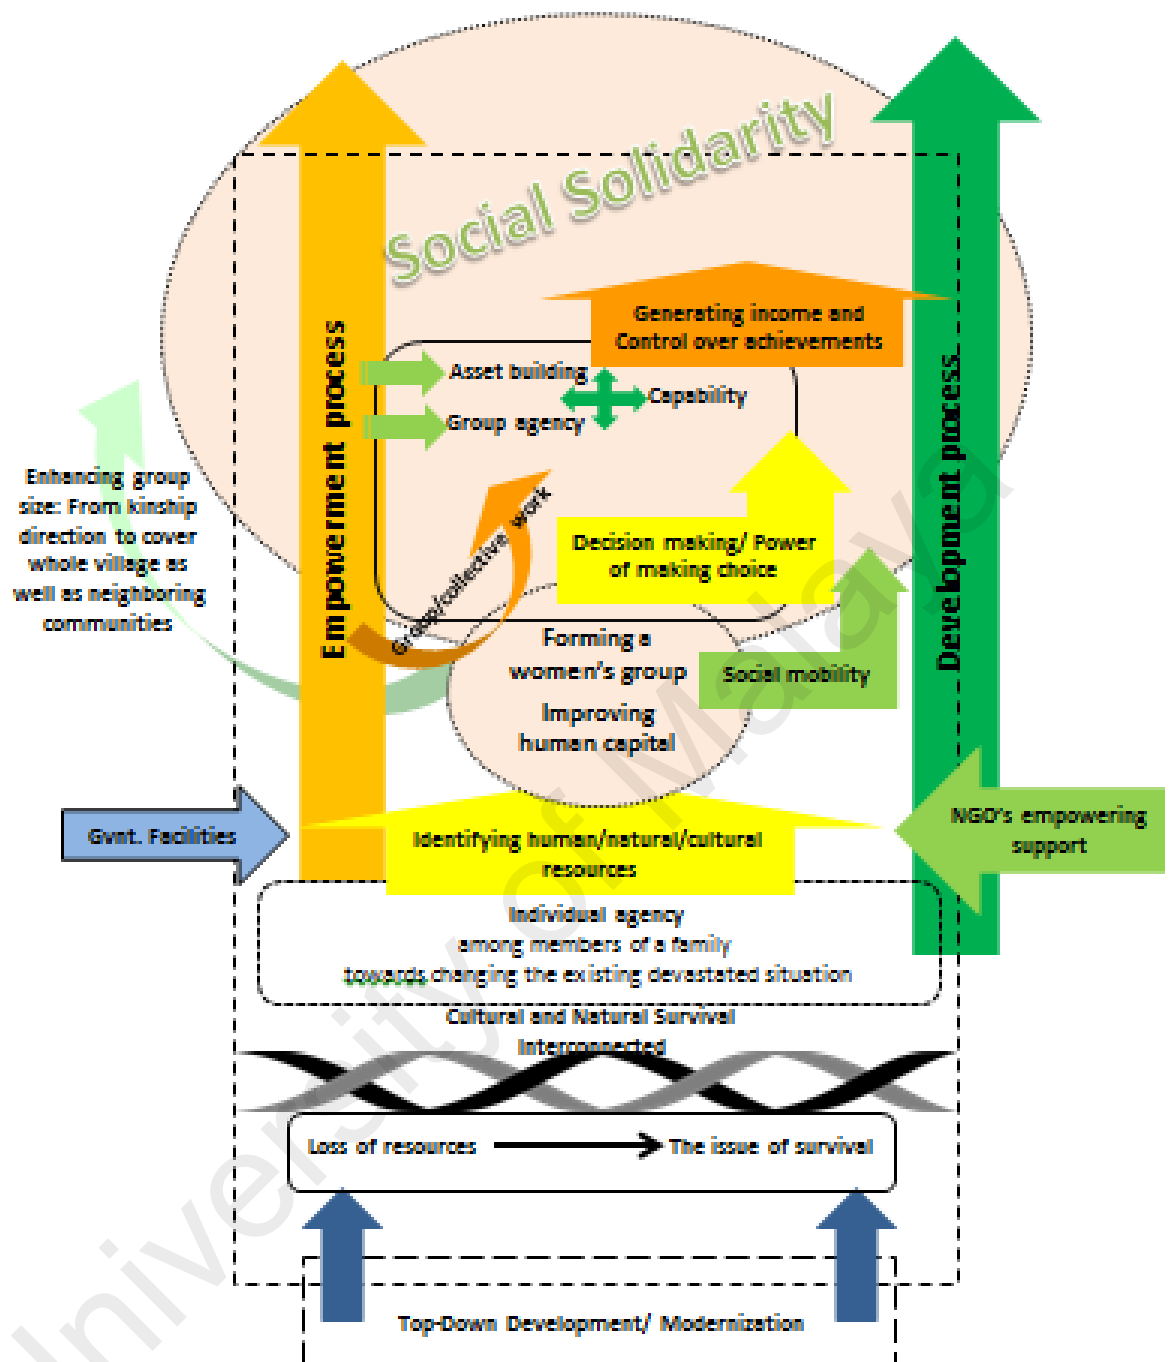 Social Solidarity
Generating income and
Control over achievements
Empowerment process
Development process
Asset building
Capability
Group agency
Enhancing group
size: From kinship
direction to cover
whole village as
well as neighboring
communities
Group/collective work
Decision making/ Power
of making choice
Forming a
women's group
Social mobility
Improving
human capital
Gvnt. Facilities
NGO's empowering
support
Identifying human/natural/cultural
resources
Individual agency
among members of a family
towards changing the existing devastated situation
Cultural and Natural Survival
Interconnected
Loss of resources
The issue of survival
Top-Down Development/ Modernization
University of Malaya